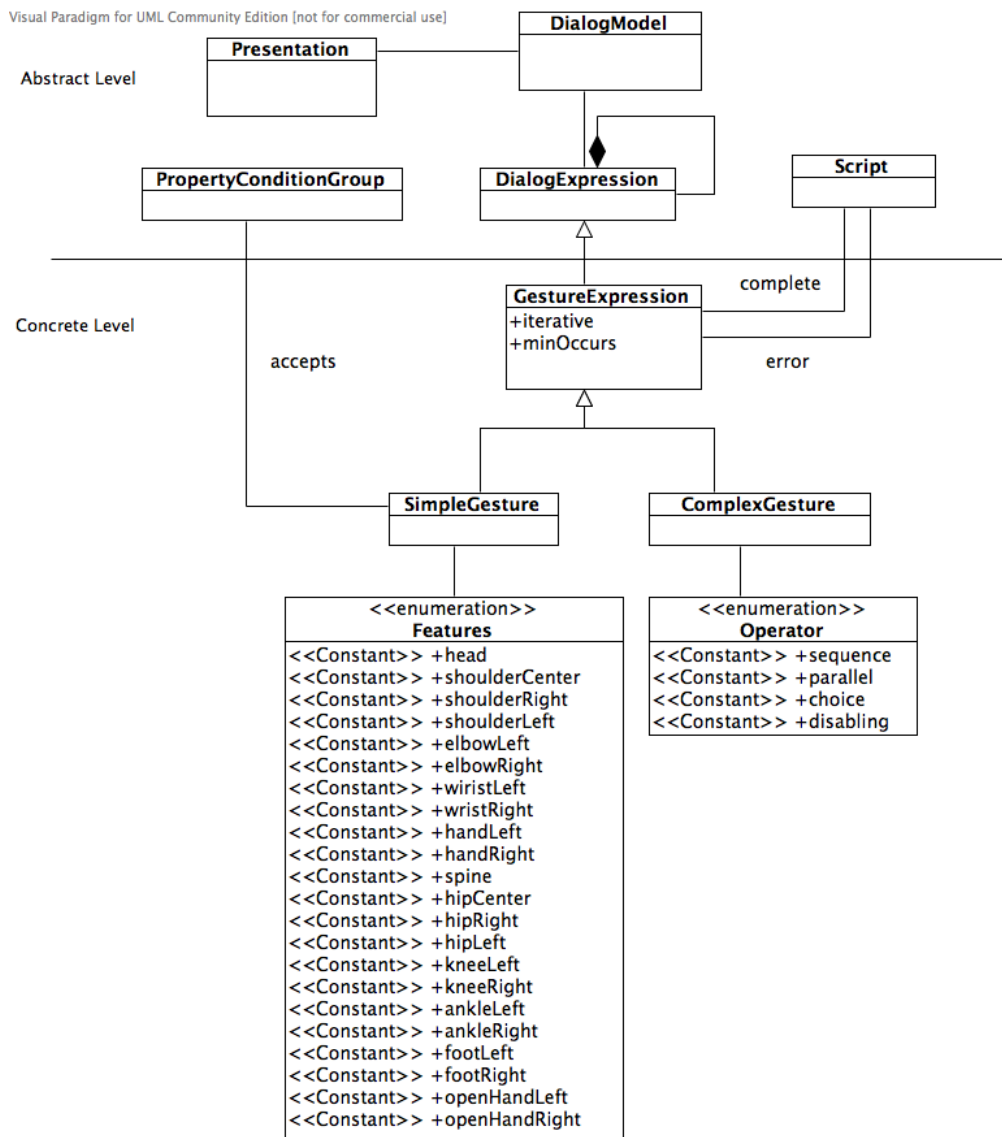 Visual Paradigm for UML Community Edition [not for commercial use]
DialogModel
Presentation
Abstract Level
PropertyConditionGroup
DialogExpression
Script
GestureExpression
+iterative
+minOccurs
complete
Concrete Level
accepts
error
SimpleGesture
ComplexGesture
<<enumeration>>
Features
<<Constant>> +head
<<Constant>> +shoulderCenter
<<Constant>> +shoulderRight
<<Constant>> +shoulderLeft
<<Constant>> +elbowLeft
<<Constant>> +elbowRight
<<Constant>> +wiristLeft
<<Constant>> +wristRight
<<Constant>> +handLeft
<<Constant>> +handRight
<<Constant>> +spine
<<Constant>> +hipCenter
<<Constant>> +hipRight
<<Constant>> +hipLeft
<<Constant>> +kneeLeft
<<Constant>> +kneeRight
<<Constant>> +ankleLeft
<<Constant>> +ankleRight
<<Constant>> +footLeft
<<Constant>> +footRight
<<Constant>> +openHandLeft
<<Constant>> +openHandRight
<<enumeration>>
Operator
<<Constant>> +sequence
<<Constant>> +parallel
<<Constant>> +choice
<<Constant>> +disabling